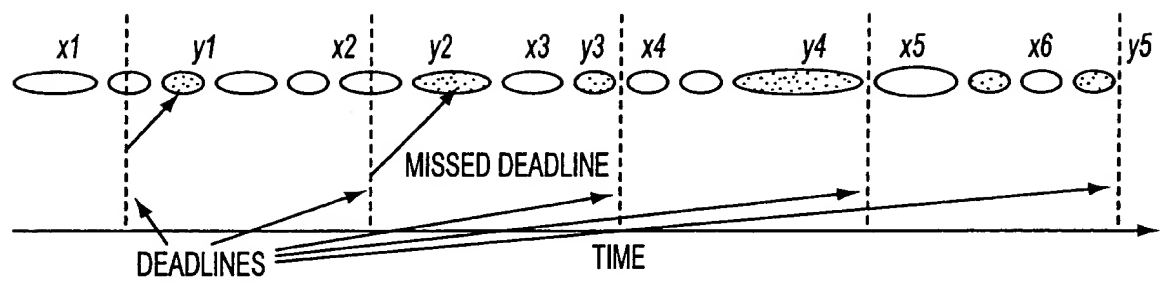 x1 y1 x2 y2 x3 y3 x4 y4 x5 x6 y5
MISSED DEADLINE
DEADLINES
TIME